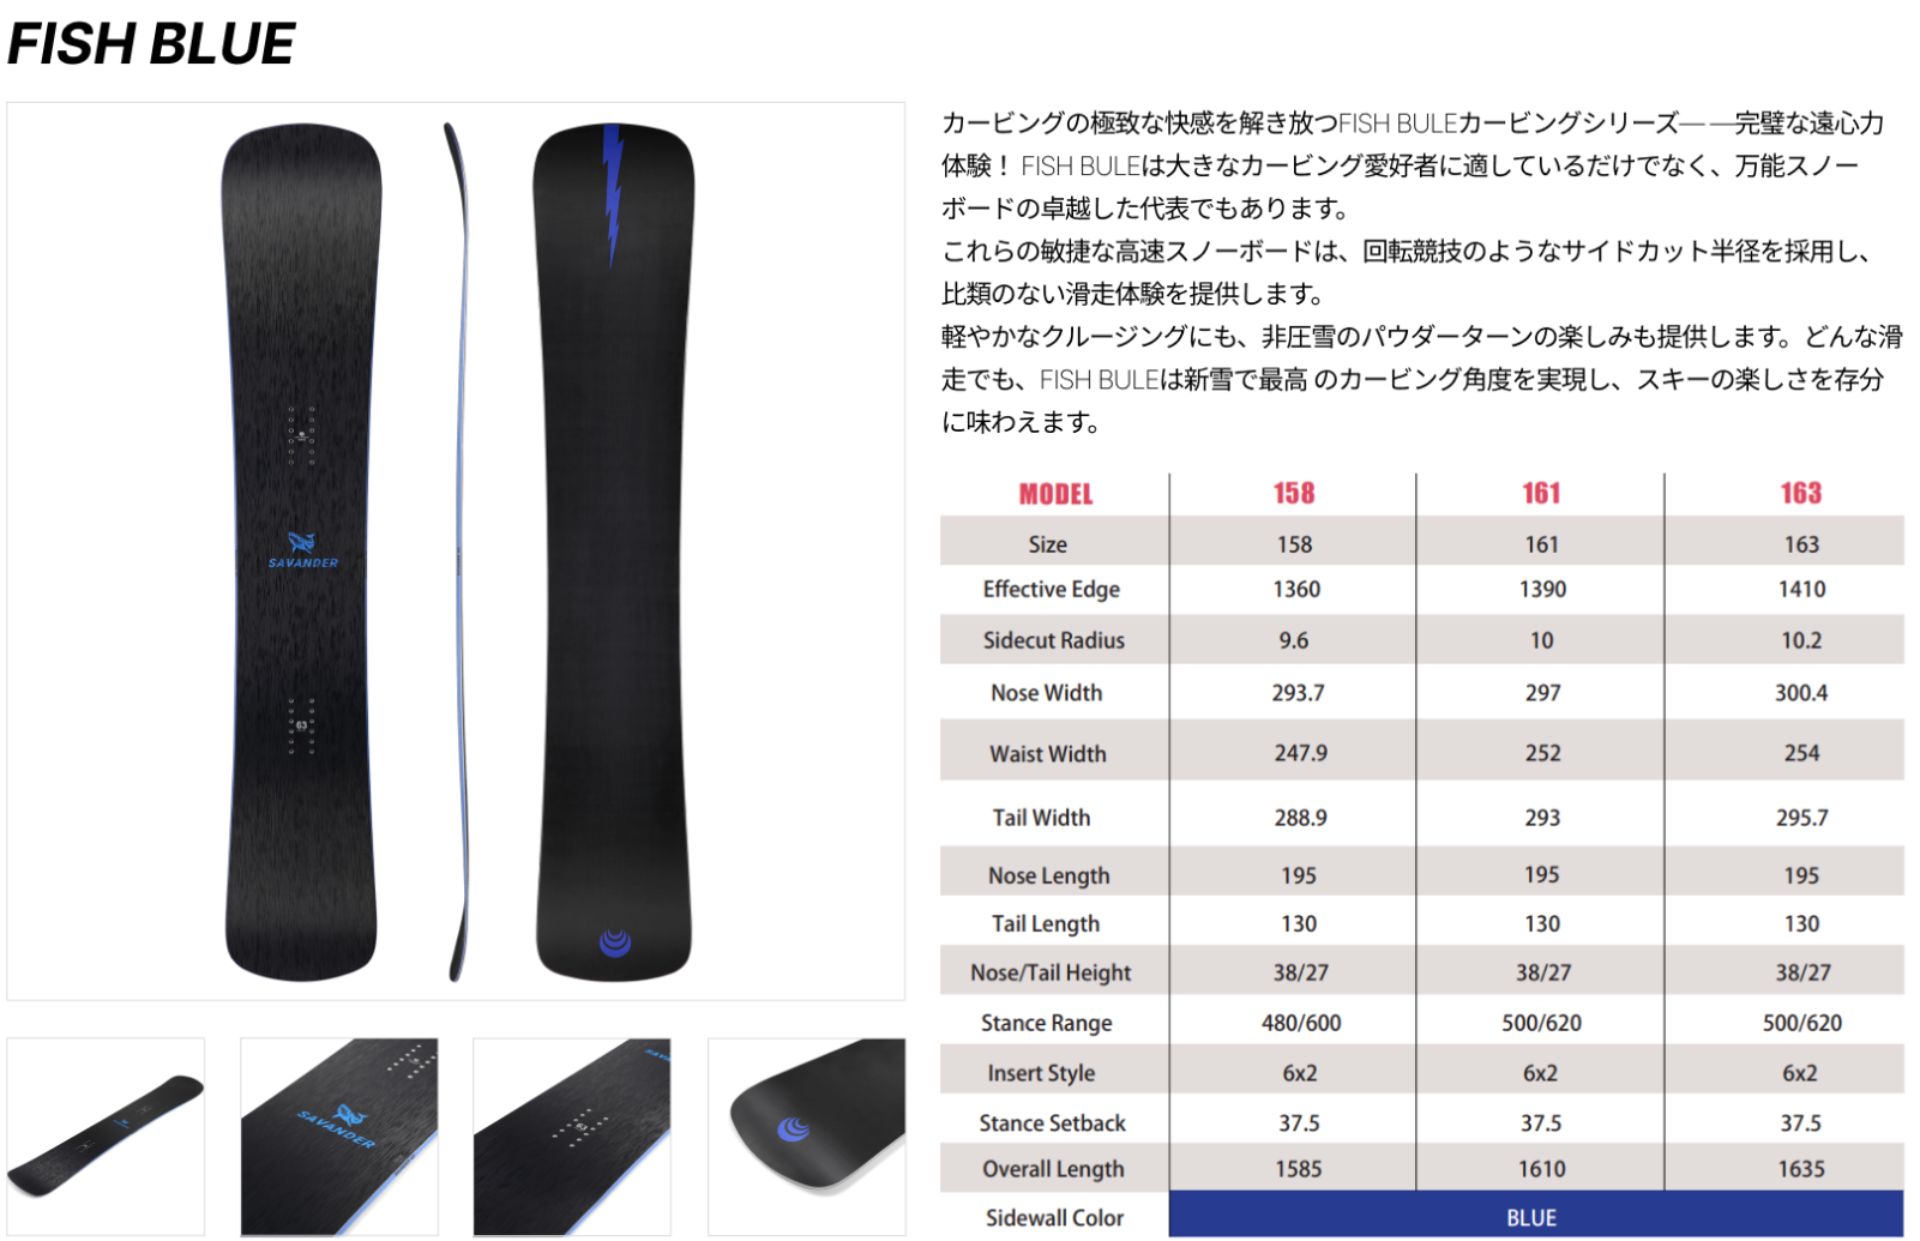 FISH BLUE
カービングの極致な快感を解き放つFISH BULEカービングシリーズ— —完璧な遠心力
体験！ FISH BULEは大きなカービング愛好者に適しているだけでなく、万能スノー
ボードの卓越した代表でもあります。
これらの敏捷な高速スノーボードは、回転競技のようなサイドカット半径を採用し、
比類のない滑走体験を提供します。
軽やかなクルージングにも、非圧雪のパウダーターンの楽しみも提供します。どんな滑
走でも、FISH BULEは新雪で最高 のカービング角度を実現し、スキーの楽しさを存分
に味わえます。
SAVANDER
63
SAVANDER
63
MODEL 158 161 163
Size 158 161 163
Effective Edge 1360 1390 1410
Sidecut Radius 9.6 10 10.2
Nose Width 293.7 297 300.4
Waist Width 247.9 252 254
Tail Width 288.9 293 295.7
Nose Length 195 195 195
Tail Length 130 130 130
Nose/Tail Height 38/27 38/27 38/27
Stance Range 480/600 500/620 500/620
Insert Style 6x2 6x2 6x2
Stance Setback 37.5 37.5 37.5
Overall Length 1585 1610 1635
Sidewall Color BLUE